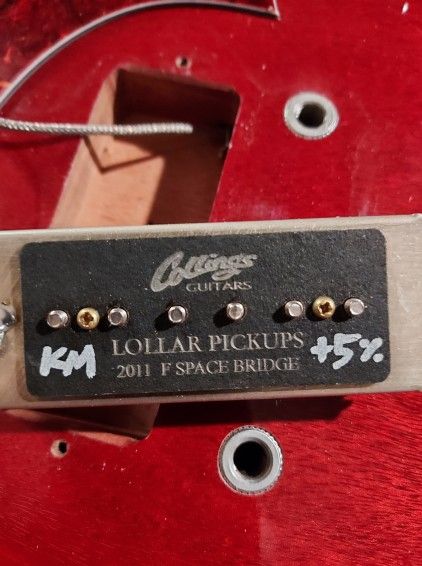 Collings
GUITARS
KM LOLLAR PICKUPS +5%
2011 F SPACE BRIDGE